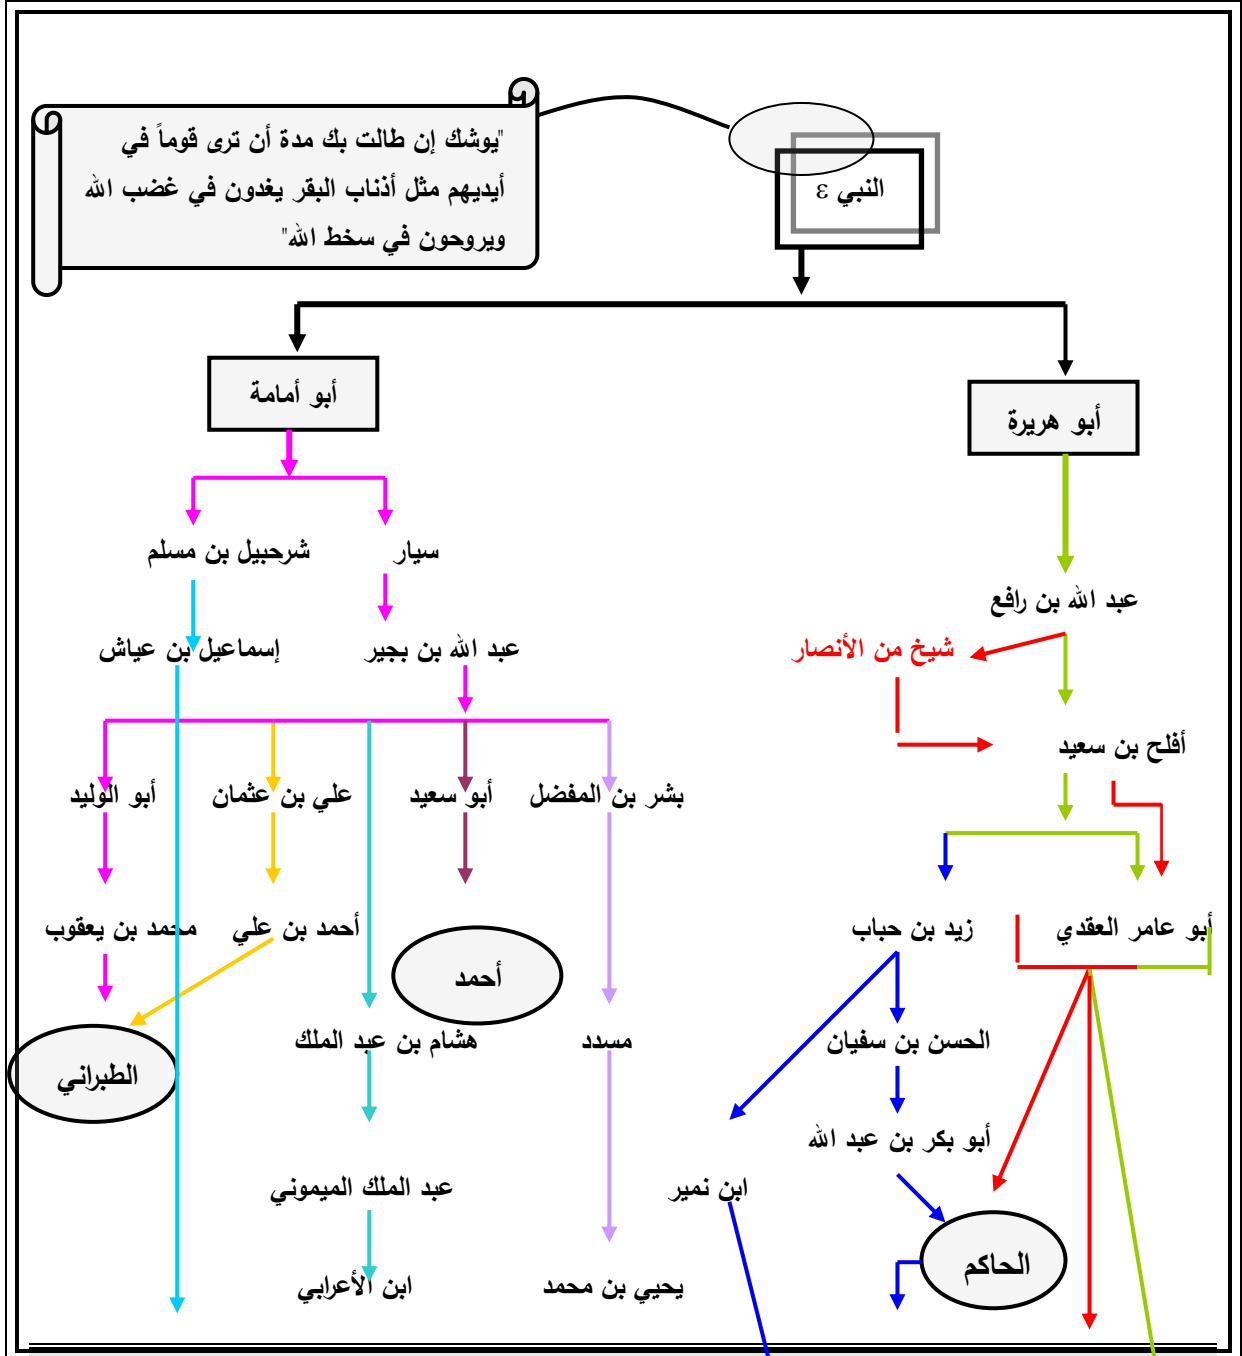 "يوشك إن طالت بك مدة أن ترى قوماً في
أيديهم مثل أذناب البقر يغدون في غضب الله
ويروحون في سخط الله"
النبي ε
أبو أمامة
أبو هريرة
سيار
شرحبيل بن مسلم
عبد الله بن رافع
شيخ من الأنصار
عبد الله بن بجير
إسماعيل بن عياش
أفلح بن سعيد
بشر بن المفضل
أبو سعيد
علي بن عثمان
أبو الوليد
أبو عامر العقدي
زيد بن حباب
أحمد بن علي
محمد بن يعقوب
أحمد
الحسن بن سفيان
مسدد
هشام بن عبد الملك
الطبراني
أبو بكر بن عبد الله
ابن نمير
عبد الملك الميموني
الحاكم
يحيي بن محمد
ابن الأعرابي